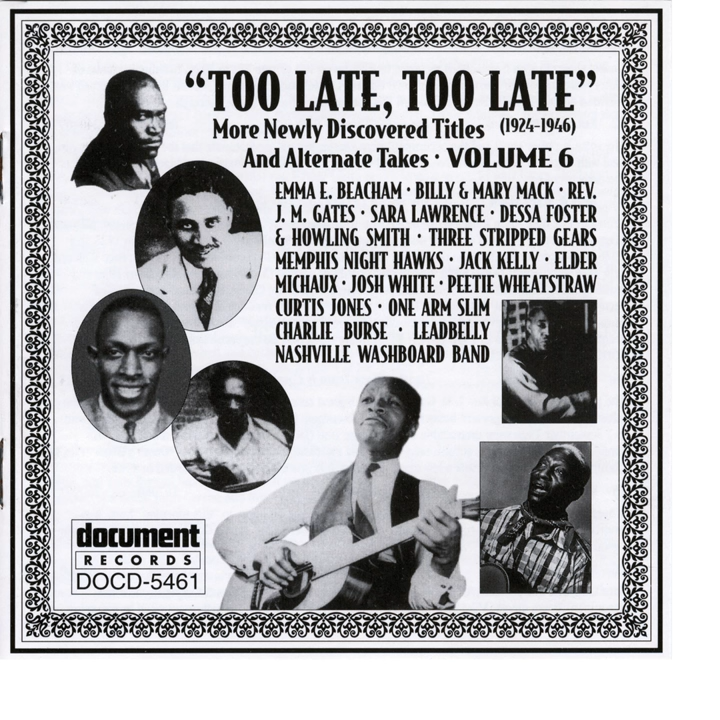 “TOO LATE, TOO LATE”
More Newly Discovered Titles (1924-1946)
And Alternate Takes · VOLUME 6
EMMA E. BEACHAM · BILLY & MARY MACK · REV.
J. M. GATES · SARA LAWRENCE · DESSA FOSTER
& HOWLING SMITH · THREE STRIPPED GEARS
MEMPHIS NIGHT HAWKS · JACK KELLY · ELDER
MICHAUX · JOSH WHITE · PEETIE WHEATSTRAW
CURTIS JONES · ONE ARM SLIM
CHARLIE BURSE · LEADBELLY
NASHVILLE WASHBOARD BAND
document
RECORDS
DOCD-5461